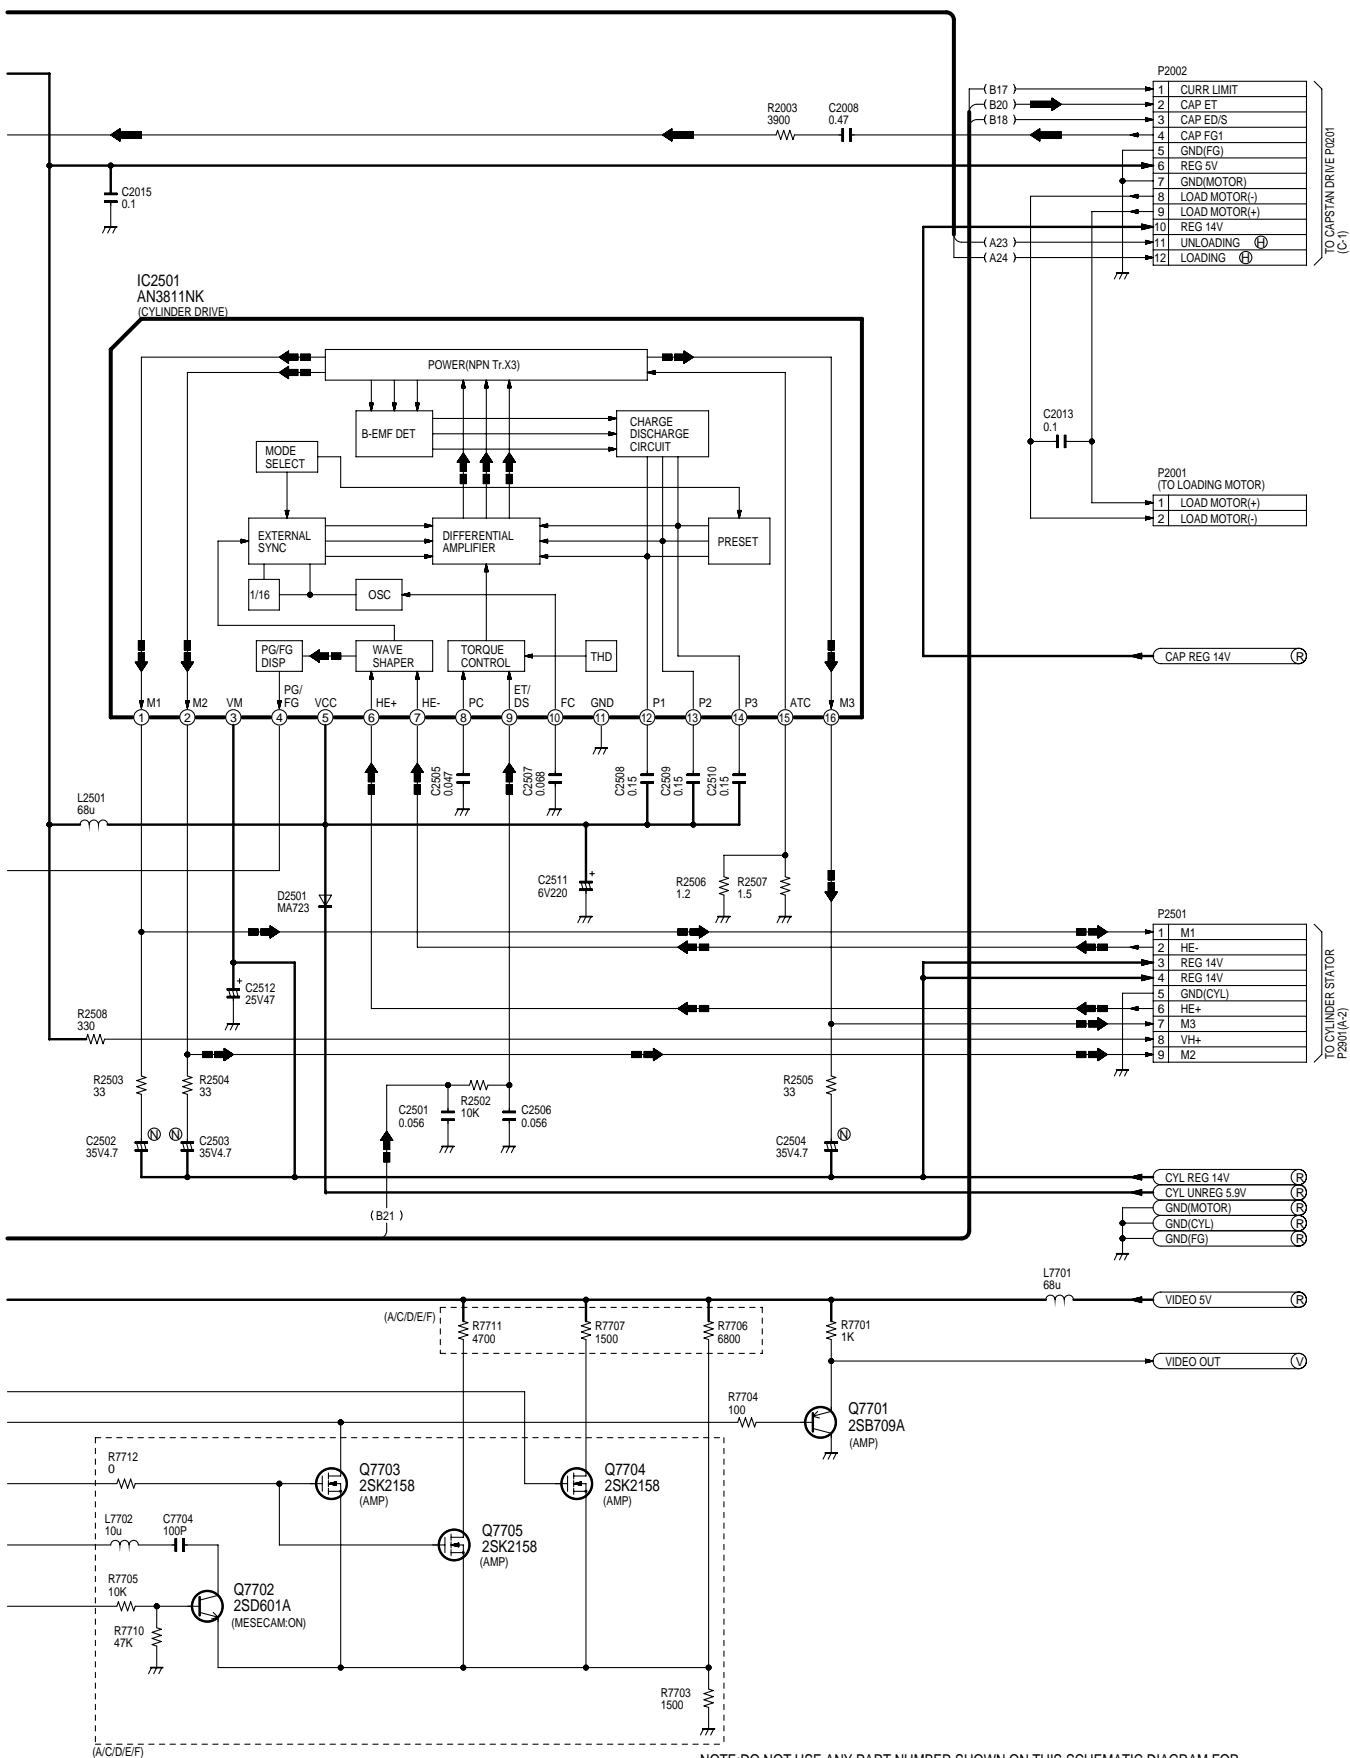 P2002
(B17) 1 CURR LIMIT
(B20) 2 CAP ET
(B18) 3 CAP ED/S
R2003 C2008
3900 0.47
4 CAP FG1
5 GND(FG)
6 REG 5V
7 GND(MOTOR)
8 LOAD MOTOR(-)
9 LOAD MOTOR(+)
10 REG 14V
(A23) 11 UNLOADING H
(A24) 12 LOADING H
TO CAPSTAN DRIVE P0201
(C-1)
C2015
0.1
IC2501
AN3811NK
(CYLINDER DRIVE)
POWER(NPN Tr.X3)
B-EMF DET
CHARGE
DISCHARGE
CIRCUIT
MODE
SELECT
EXTERNAL
SYNC
DIFFERENTIAL
AMPLIFIER
PRESET
1/16
OSC
PG/FG
DISP
WAVE
SHAPER
TORQUE
CONTROL
THD
M1 M2 VM PG/
FG VCC HE+ HE- PC ET/
DS FC GND P1 P2 P3 ATC M3
1 2 3 4 5 6 7 8 9 10 11 12 13 14 15 16
C2013
0.1
P2001
(TO LOADING MOTOR)
1 LOAD MOTOR(+)
2 LOAD MOTOR(-)
CAP REG 14V R
C2505
0.047
C2507
0.068
C2508
0.15
C2509
0.15
C2510
0.15
L2501
68u
C2511
6V220
+
R2506
1.2
R2507
1.5
D2501
MA723
P2501
1 M1
2 HE-
3 REG 14V
4 REG 14V
5 GND(CYL)
6 HE+
7 M3
8 VH+
9 M2
TO CYLINDER STATOR
P2901(A-2)
+
C2512
25V47
R2508
330
R2503
33
R2504
33
C2501
0.056
R2502
10K
C2506
0.056
R2505
33
C2502
35V4.7
N
N
C2503
35V4.7
C2504
35V4.7
N
(B21)
CYL REG 14V R
CYL UNREG 5.9V R
GND(MOTOR) R
GND(CYL) R
GND(FG) R
L7701
68u
VIDEO 5V R
(A/C/D/E/F)
R7711
4700
R7707
1500
R7706
6800
R7701
1K
VIDEO OUT V
R7704
100
Q7701
2SB709A
(AMP)
R7712
0
Q7703
2SK2158
(AMP)
Q7704
2SK2158
(AMP)
L7702
10u
C7704
100P
Q7705
2SK2158
(AMP)
R7705
10K
Q7702
2SD601A
(MESECAM:ON)
R7710
47K
R7703
1500
(A/C/D/E/F)
NOTE:DO NOT USE ANY PART NUMBER SHOWN ON THIS SCHEMATIC DIAGRAM FOR